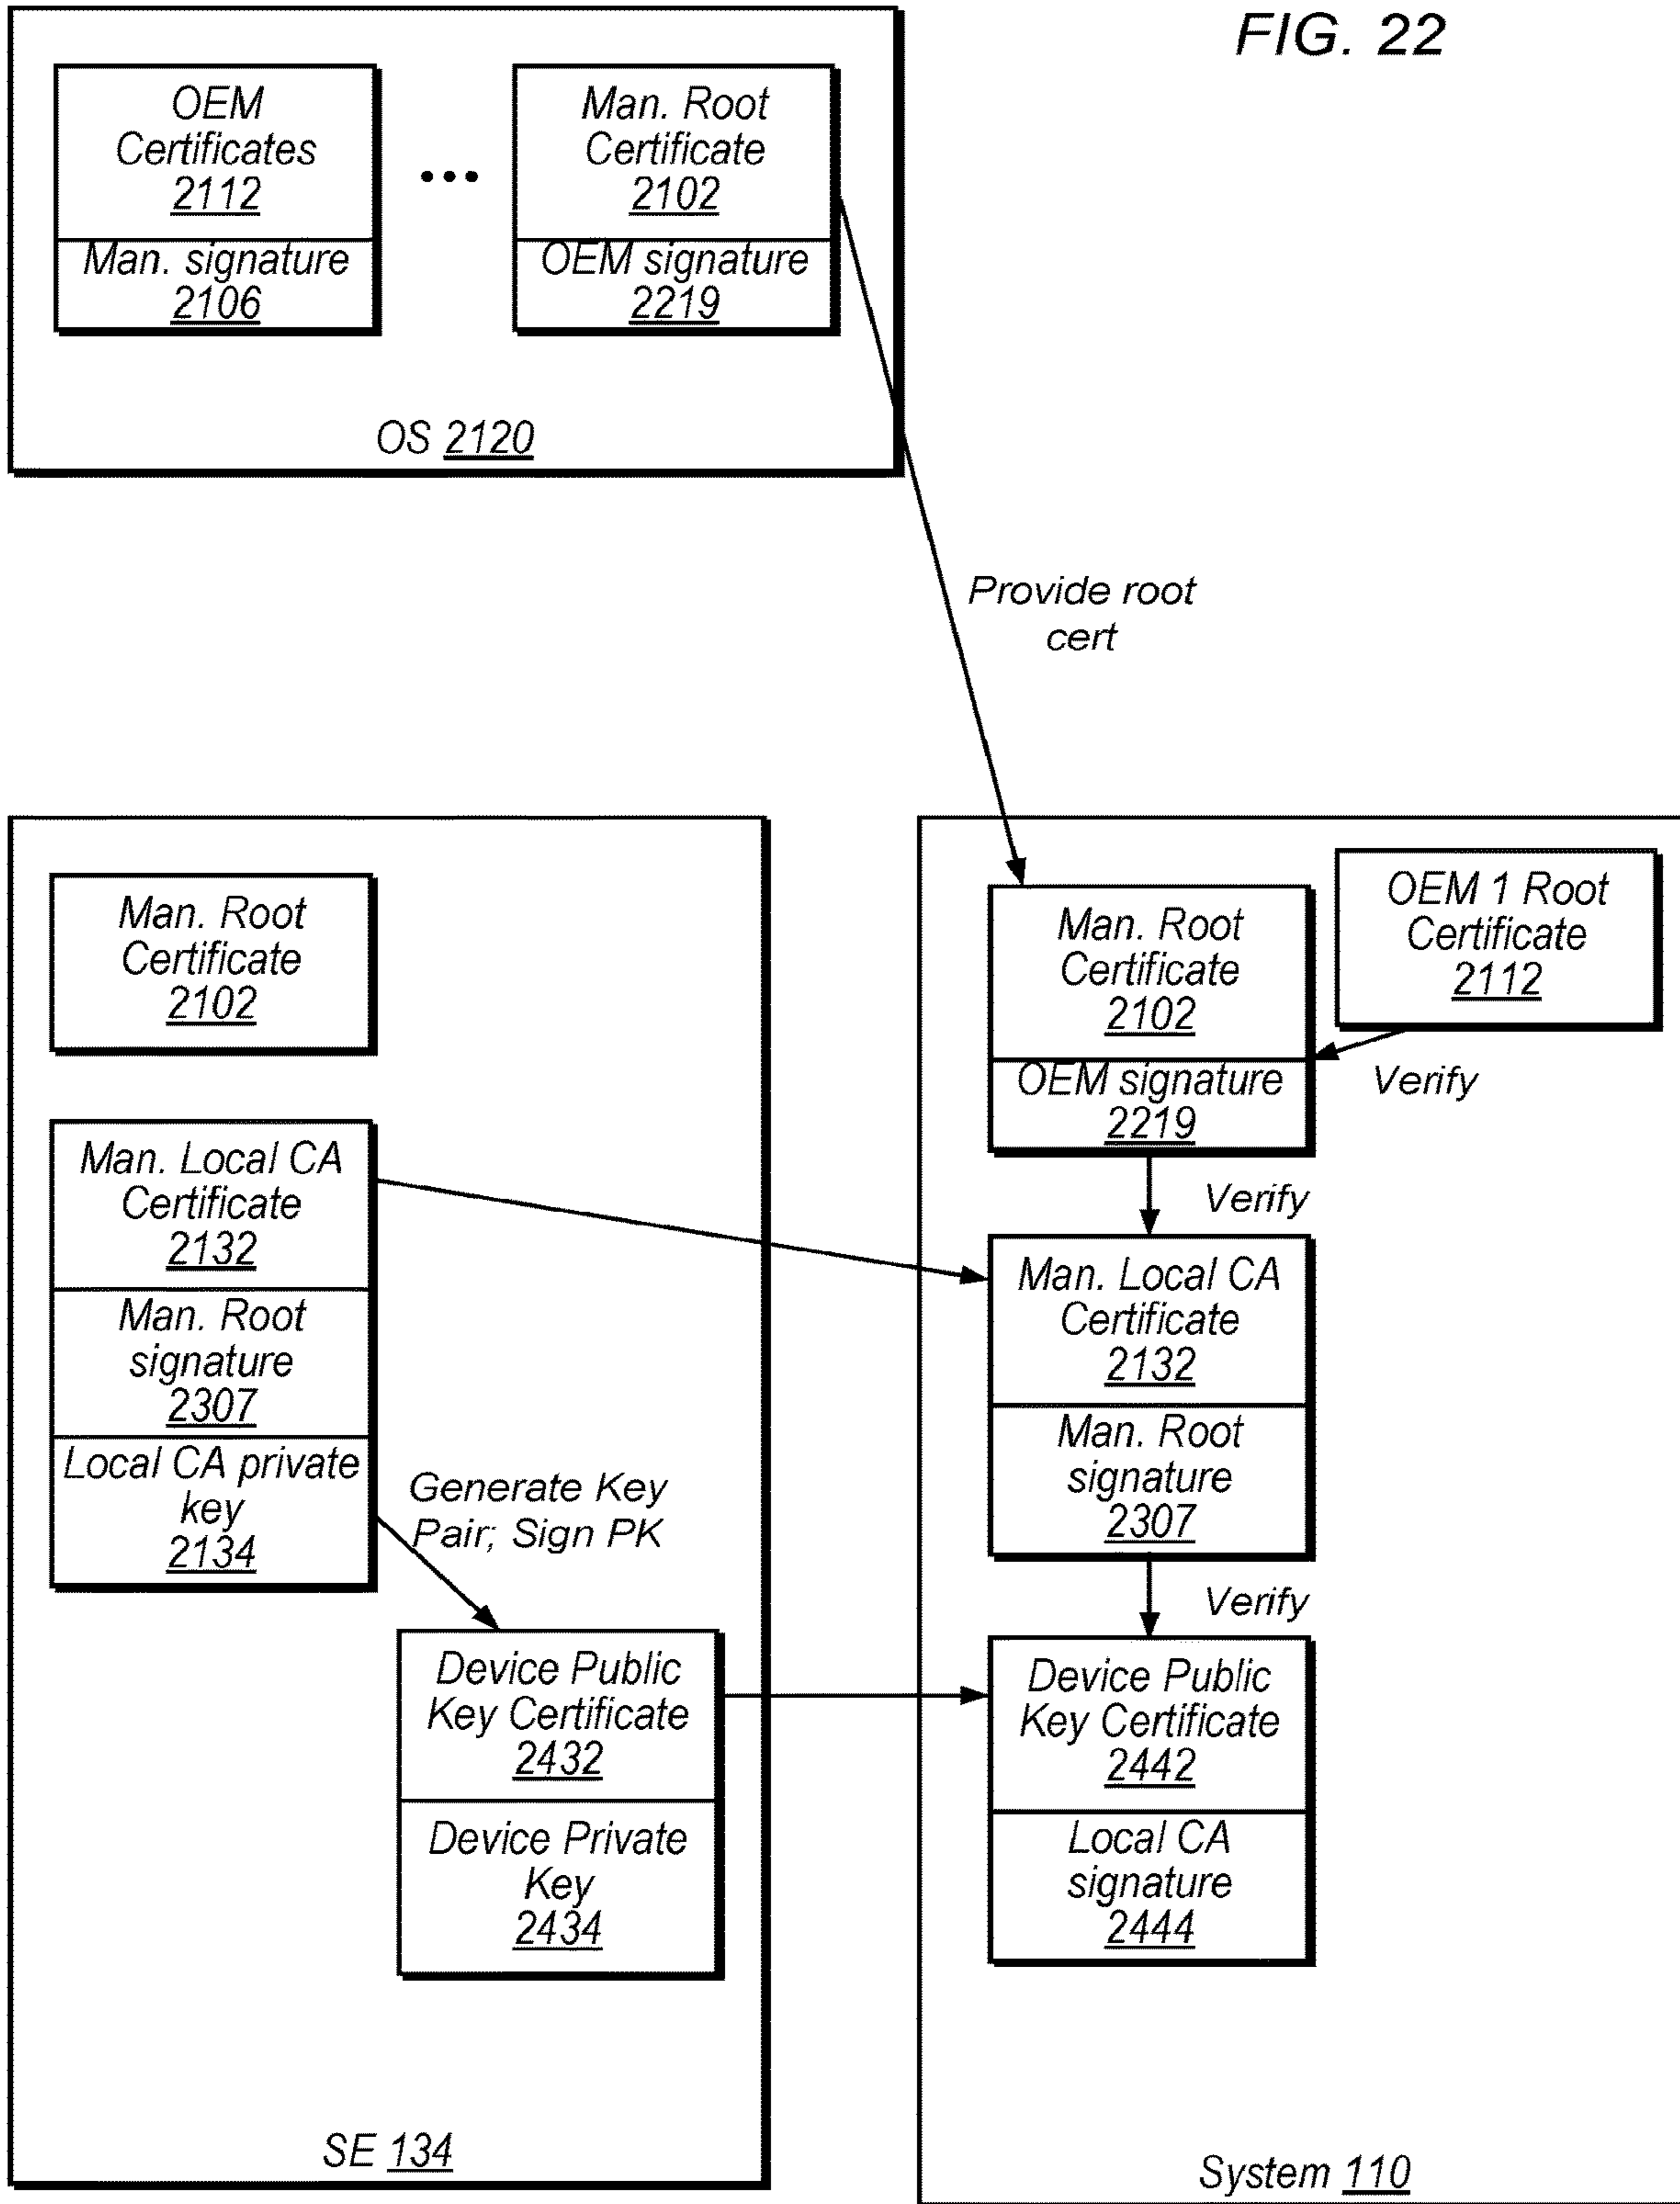 FIG. 22
OEM
Certificates
2112
Man. signature
2106
...
Man. Root
Certificate
2102
OEM signature
2219
OS 2120
Provide root
cert
Man. Root
Certificate
2102
Man. Local CA
Certificate
2132
Man. Root
signature
2307
Local CA private
key
2134
Generate Key
Pair; Sign PK
Device Public
Key Certificate
2432
Device Private
Key
2434
SE 134
Man. Root
Certificate
2102
OEM signature
2219
OEM 1 Root
Certificate
2112
Verify
Verify
Man. Local CA
Certificate
2132
Man. Root
signature
2307
Verify
Device Public
Key Certificate
2442
Local CA
signature
2444
System 110